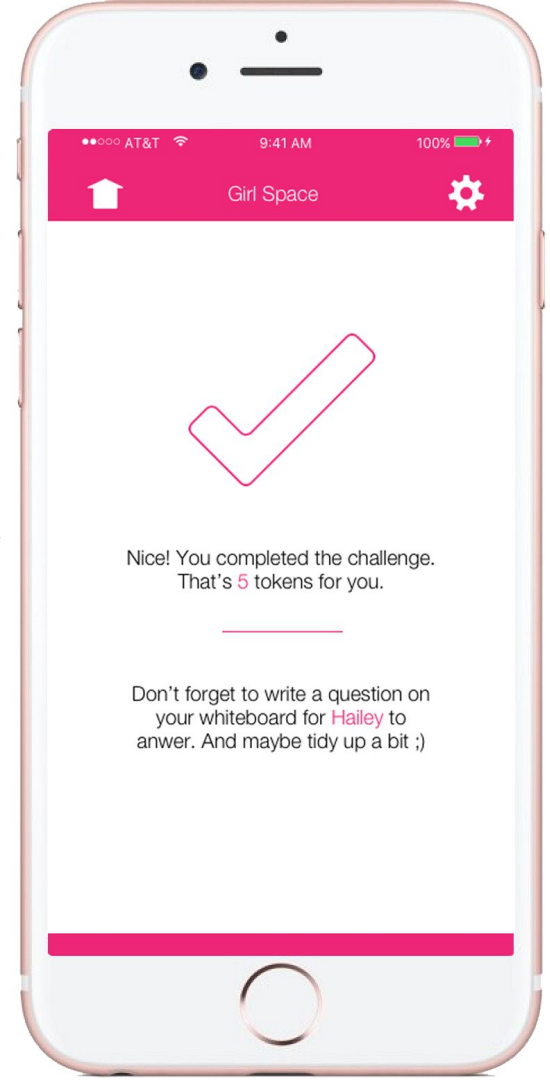 AT&T 9:41 AM 100%
Girl Space
Nice! You completed the challenge.
That's 5 tokens for you.
Don't forget to write a question on
your whiteboard for Hailey to
anwer. And maybe tidy up a bit ;)